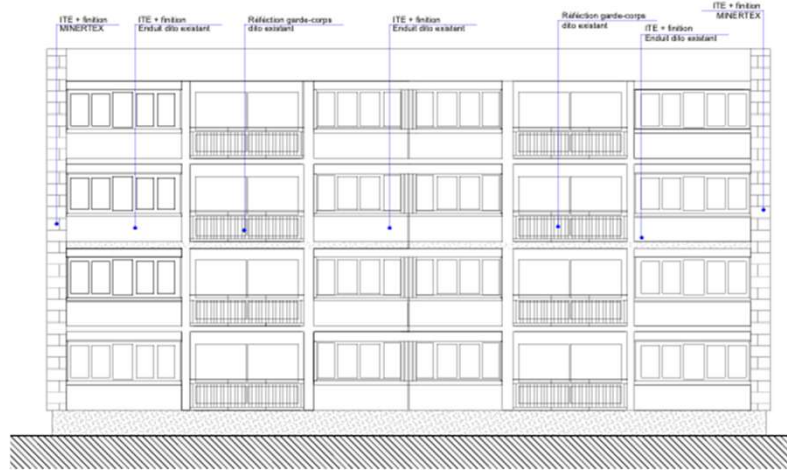 ITE + finition
MINERTEX
ITE + finition
Enduit dito existant
Réfection garde-corps
dito existant
ITE + finition
Enduit dito existant
Réfection garde-corps
dito existant
ITE + finition
Enduit dito existant
ITE + finition
MINERTEX